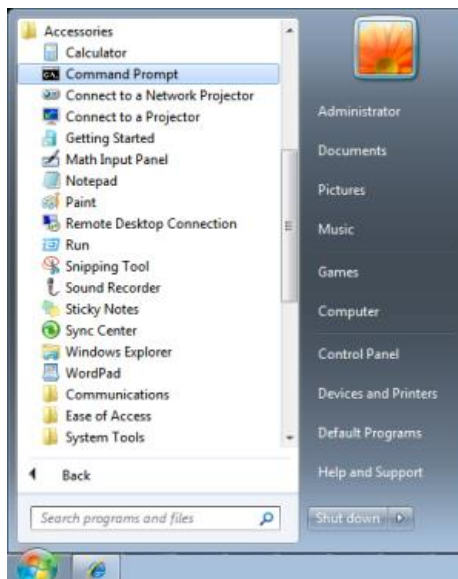 Accessories
Calculator
Command Prompt
Connect to a Network Projector
Connect to a Projector
Getting Started
Math Input Panel
Notepad
Paint
Remote Desktop Connection
Run
Snipping Tool
Sound Recorder
Sticky Notes
Sync Center
Windows Explorer
WordPad
Communications
Ease of Access
System Tools
Back
Search programs and files
Administrator
Documents
Pictures
Music
Games
Computer
Control Panel
Devices and Printers
Default Programs
Help and Support
Shut down